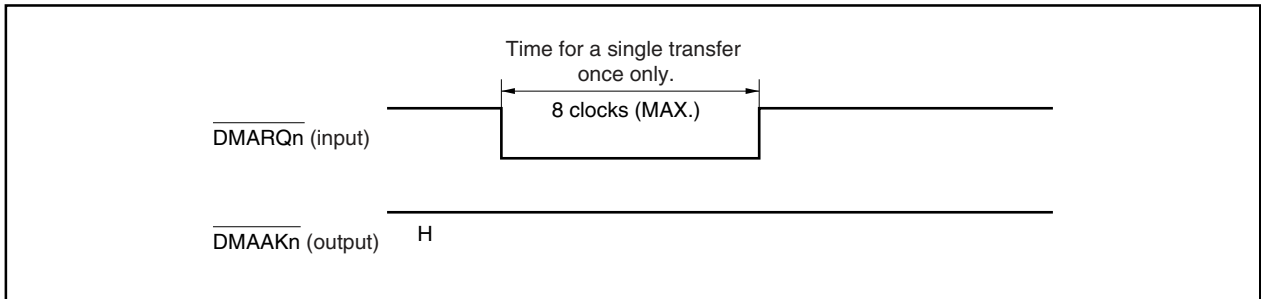 Time for a single transfer
once only.
8 clocks (MAX.)
DMARQn (input)
DMAAKn (output)
H